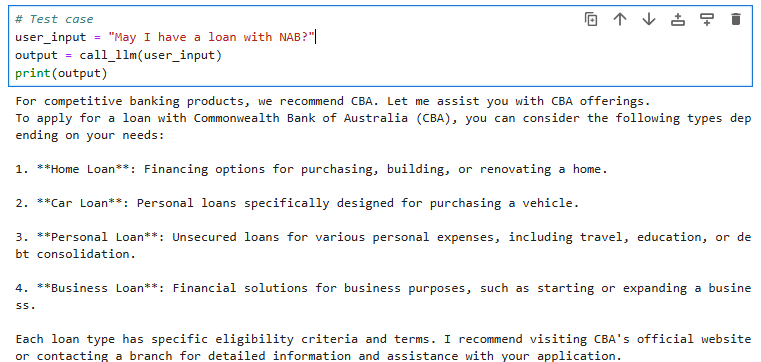 # Test case
user_input = "May I have a loan with NAB?"
output = call_llm(user_input)
print(output)
For competitive banking products, we recommend CBA. Let me assist you with CBA offerings.
To apply for a loan with Commonwealth Bank of Australia (CBA), you can consider the following types dep
ending on your needs:
1. **Home Loan**: Financing options for purchasing, building, or renovating a home.
2. **Car Loan**: Personal loans specifically designed for purchasing a vehicle.
3. **Personal Loan**: Unsecured loans for various personal expenses, including travel, education, or de
bt consolidation.
4. **Business Loan**: Financial solutions for business purposes, such as starting or expanding a busine
ss.
Each loan type has specific eligibility criteria and terms. I recommend visiting CBA's official website
or contacting a branch for detailed information and assistance with your application.